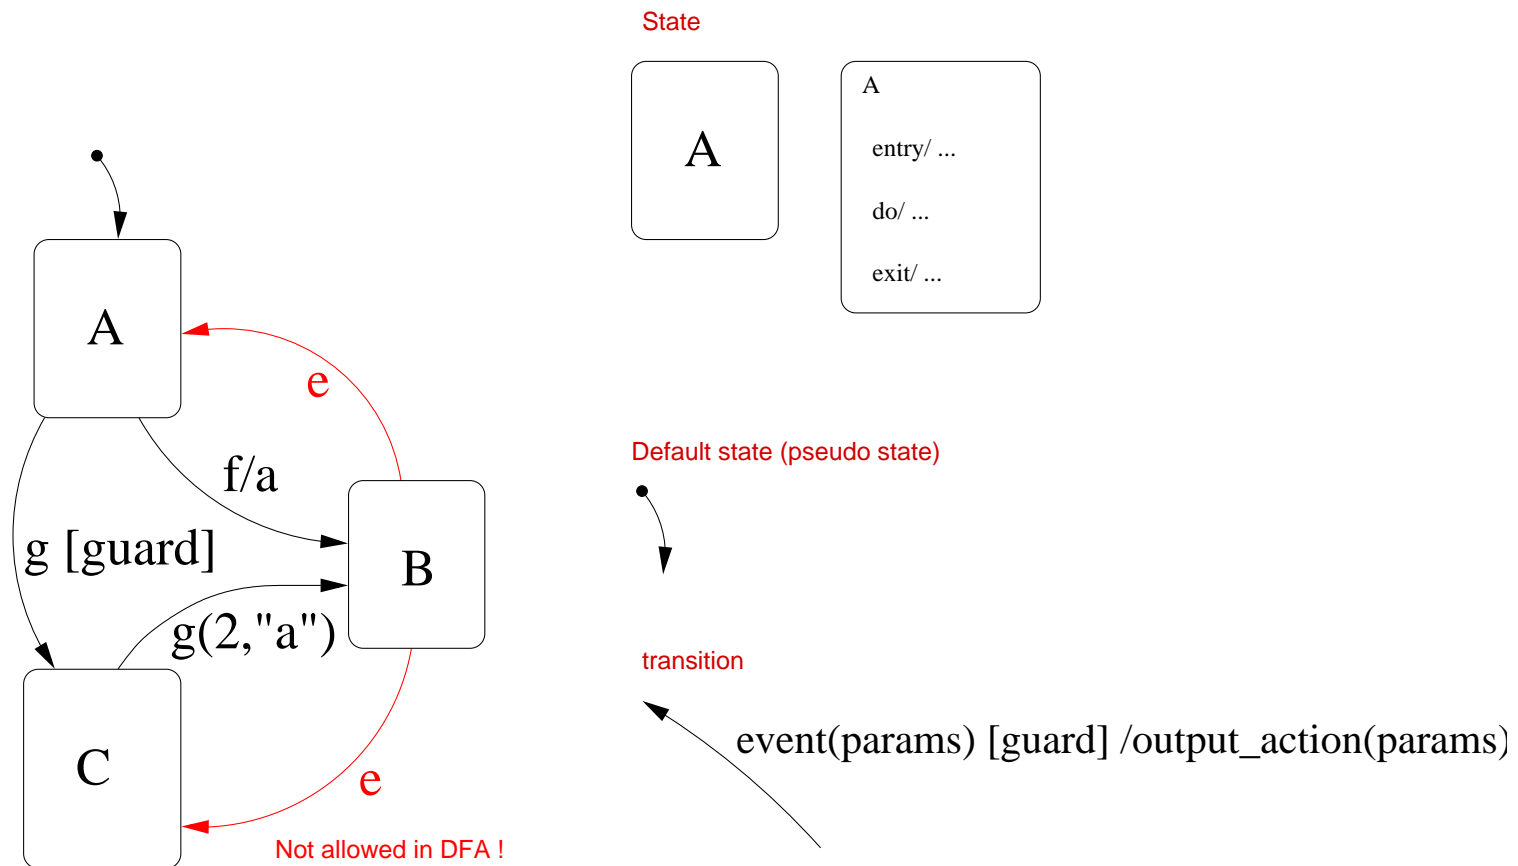 State
A
A
entry/ ...
do/ ...
exit/ ...
A
e
f/a
g [guard]
B
g(2,"a")
C
e
Not allowed in DFA !
Default state (pseudo state)
transition
event(params) [guard] /output_action(params)